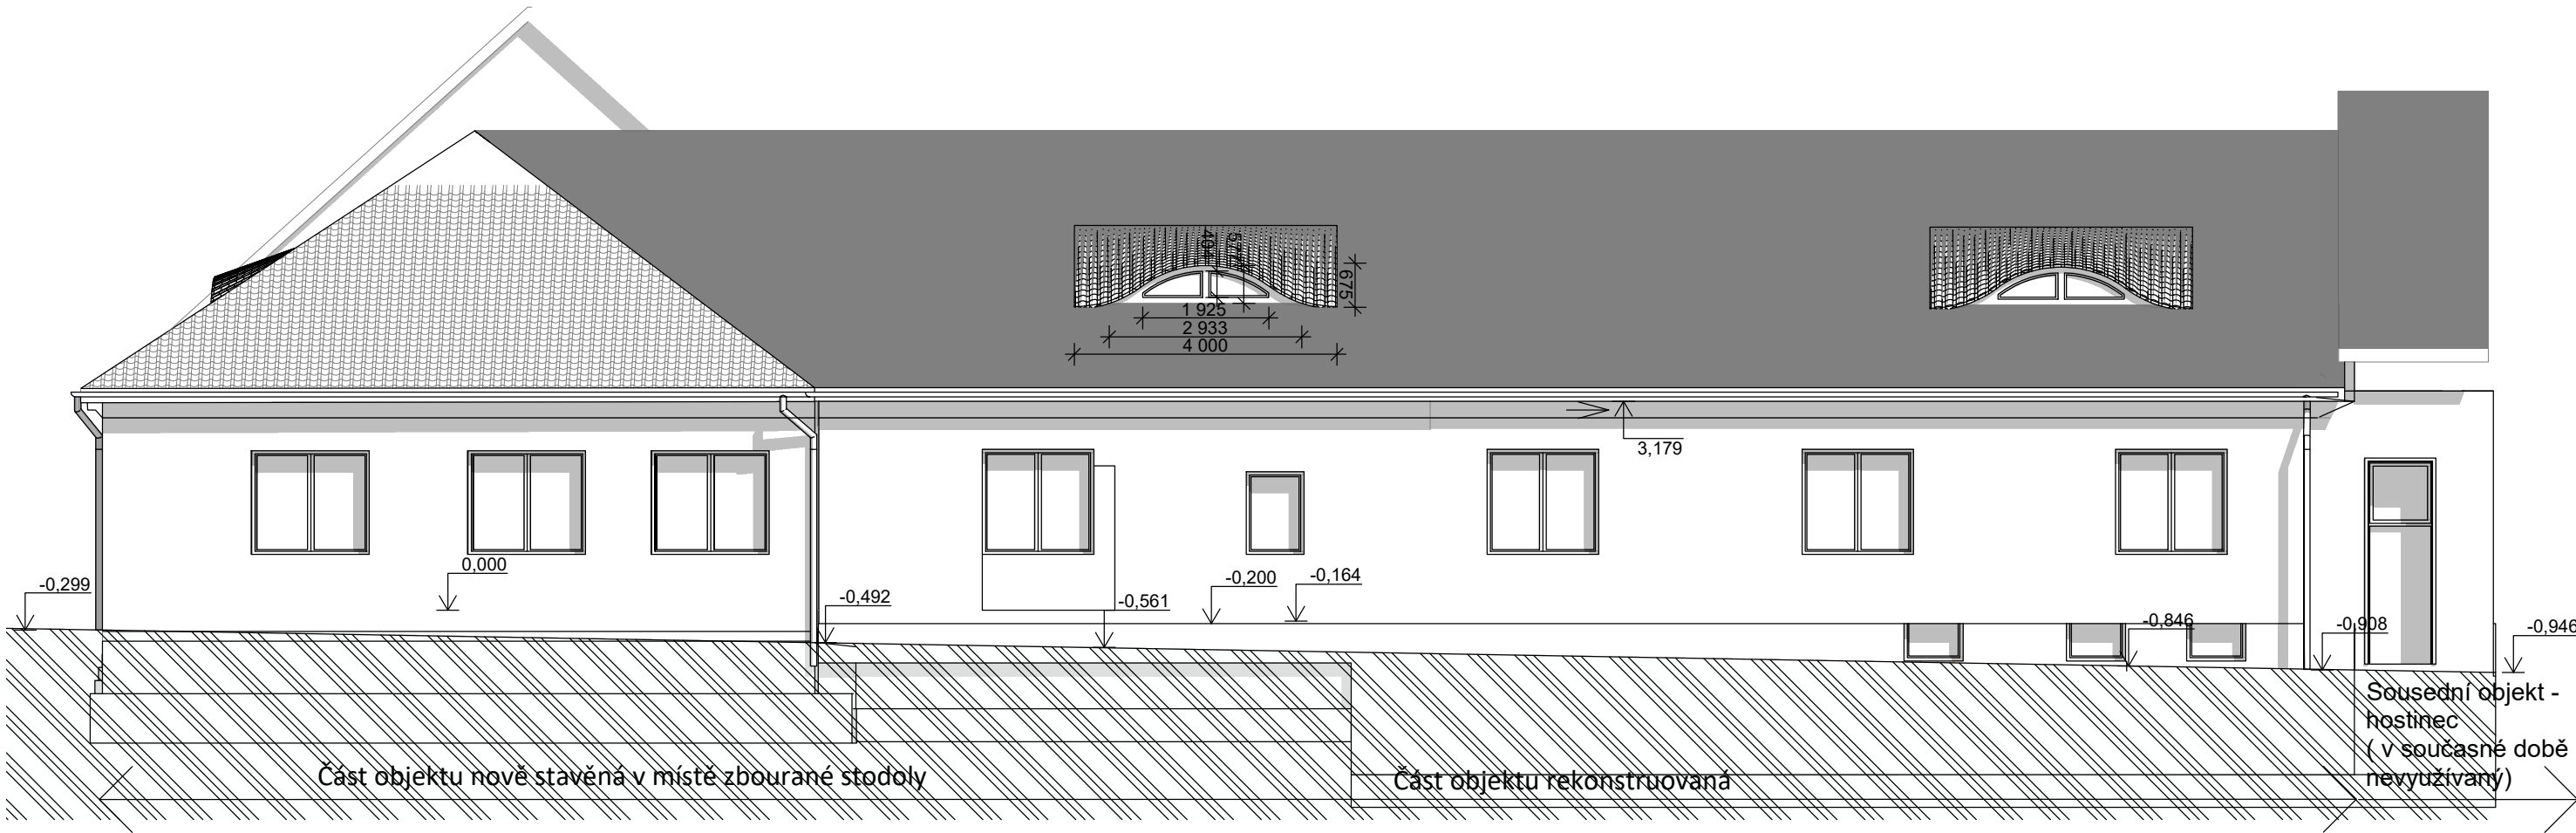 675
1 925
2 933
4 000
3,179
0,000
-0,299
-0,492
-0,561
-0,200
-0,164
-0,846
-0,908
-0,946
Sousední objekt -
hostinec
( v současné době
nevyužívaný)
Část objektu nově stavěná v místě zbourané stodoly
Část objektu rekonstruovaná